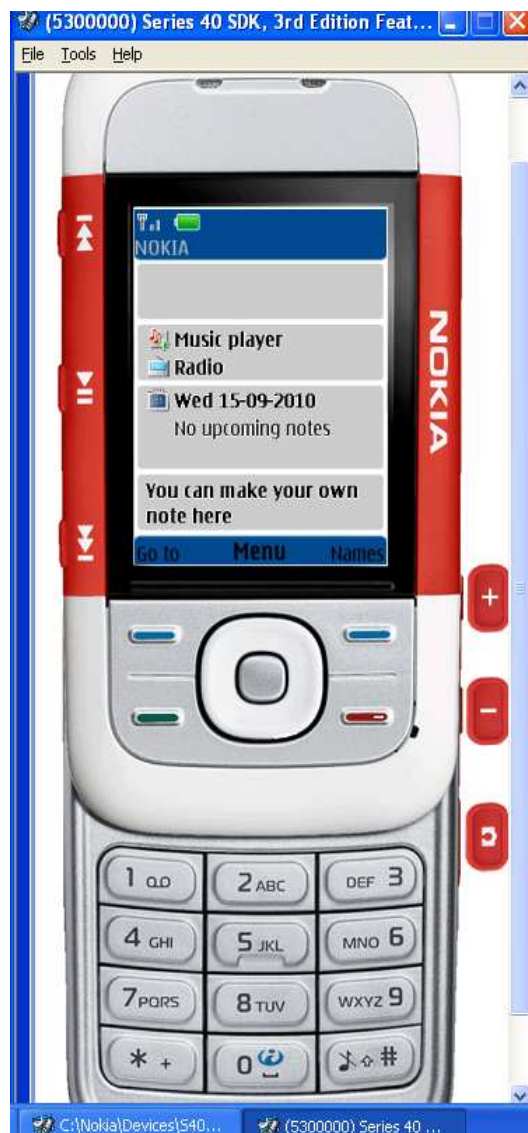 (5300000) Series 40 SDK, 3rd Edition Feat...
File Tools Help
NOKIA
Music player
Radio
Wed 15-09-2010
No upcoming notes
You can make your own
note here
Go to Menu Names
NOKIA
+
-
1
2 ABC
DEF 3
4 GHI
5 JKL
MNO 6
7 PQRS
8 TUV
WXYZ 9
* +
0
#
C:\Nokia\Devices\S40... (5300000) Series 40 ...